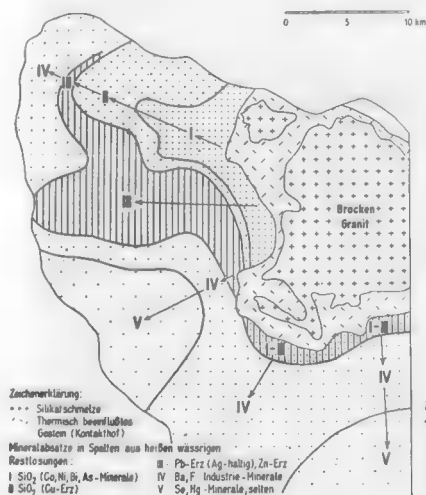 0 5 10 km
IV
III
II
I
III
Brocken
Granit
IV
V
I-III
I-III
IV
IV
V
Zeichenerklärung:
Silikatschmelze
Thermisch beeinflußtes
Gestein (Kontakthof)
Mineralabsätze in Spalten aus heißen wässrigen
Restlösungen:
I SiO₂ (Co, Ni, Bi, As-Minerale)
II SiO₂ (Cu-Erz)
III Pb-Erz (Ag-haltig), Zn-Erz
IV Ba, F Industrie-Minerale
V Se, Hg-Minerale, selten